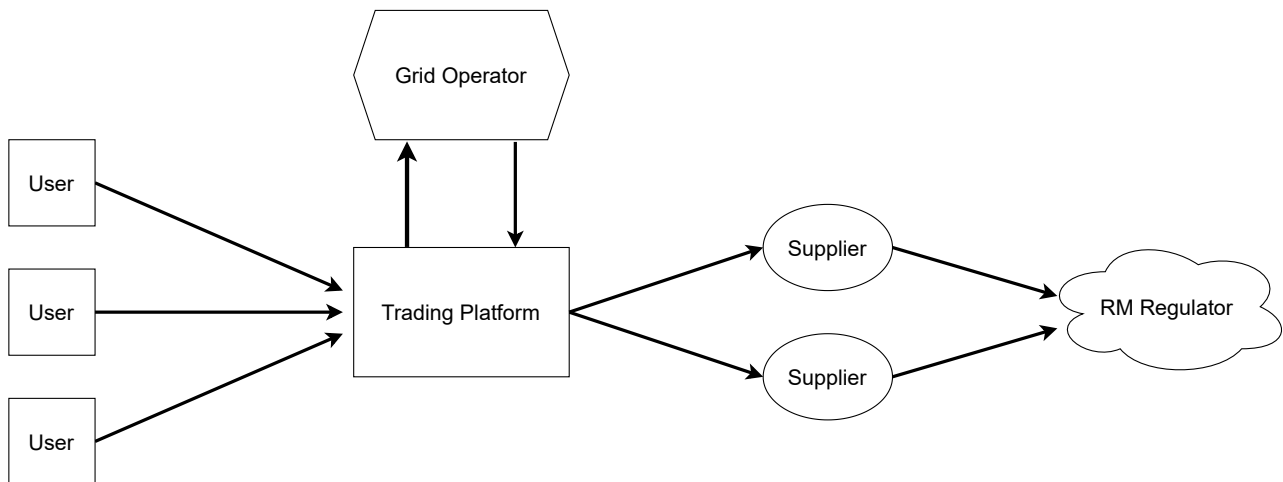 Grid Operator
User
User
User
Trading Platform
Supplier
Supplier
RM Regulator